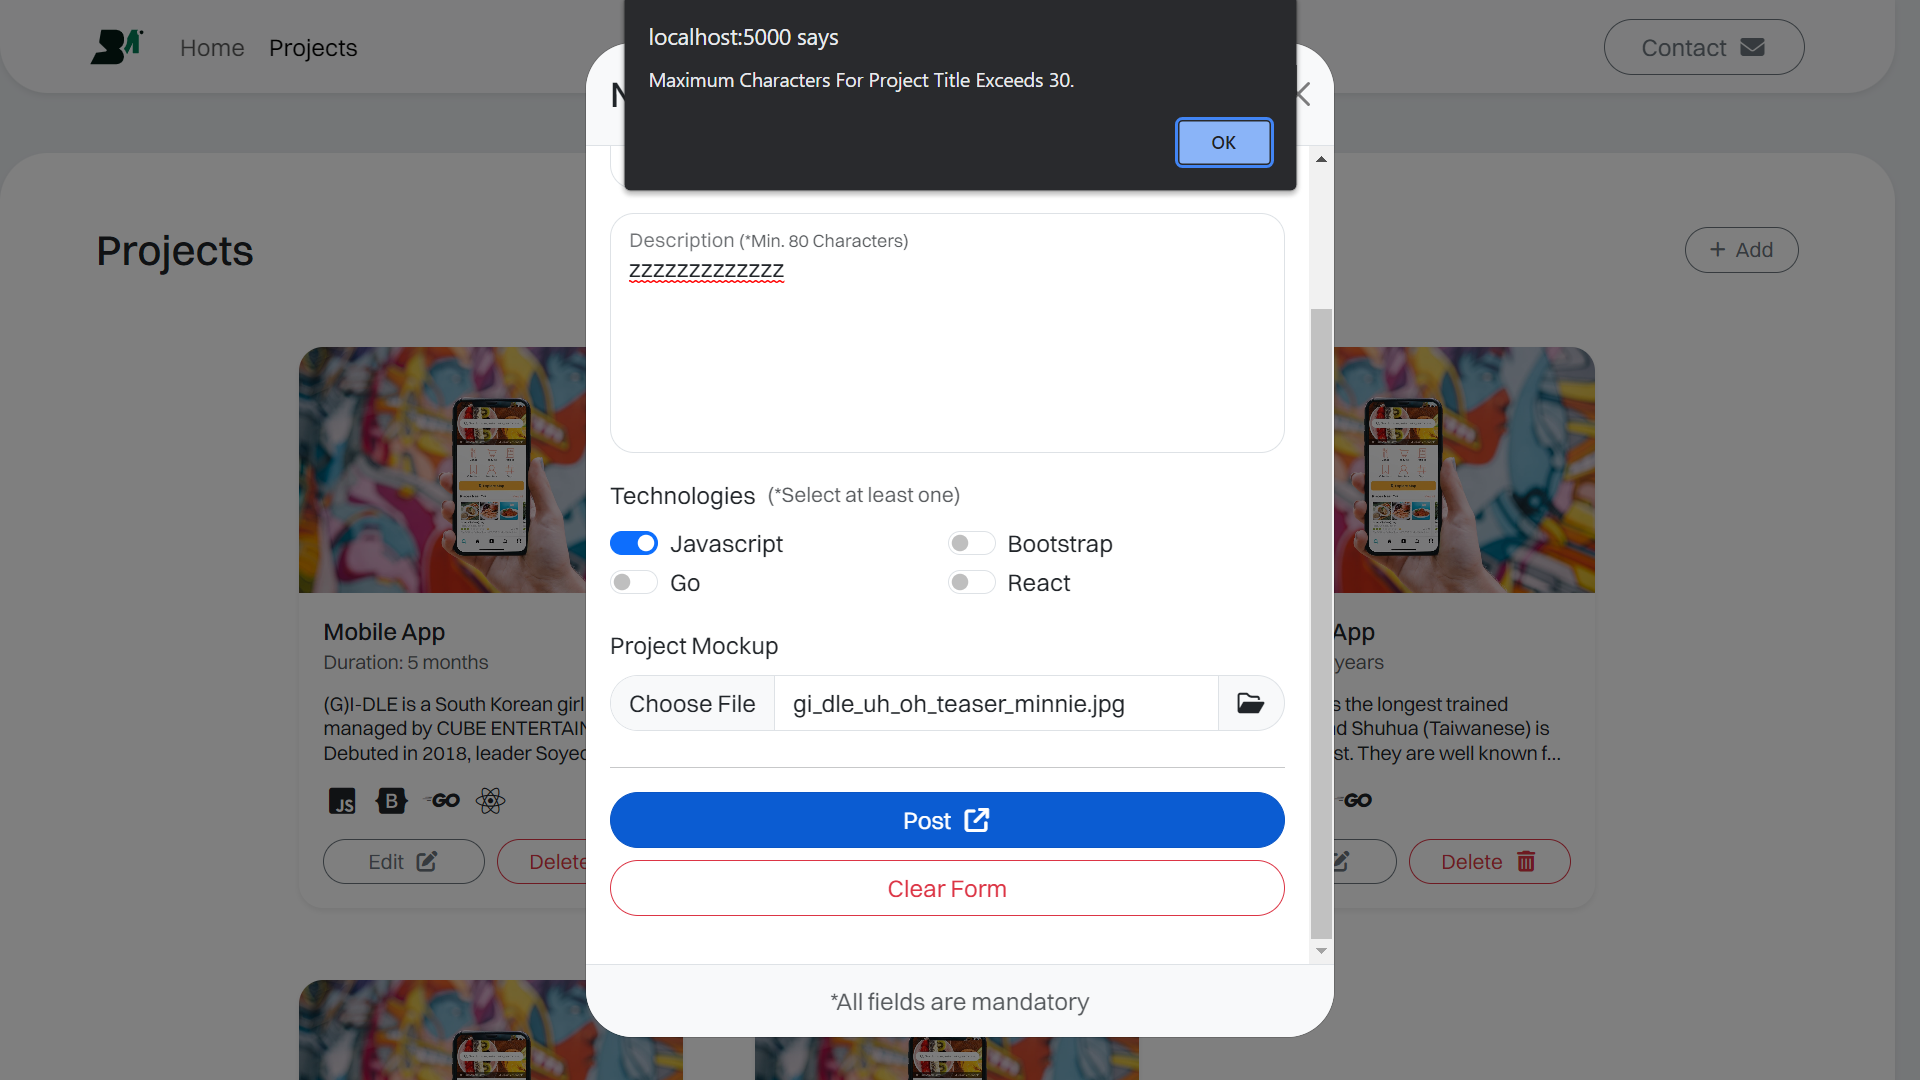 Home
Projects
Contact
localhost:5000 says
Maximum Characters For Project Title Exceeds 30.
OK
Projects
+ Add
Description (*Min. 80 Characters)
zzzzzzzzzzzzz
Technologies (*Select at least one)
Javascript
Bootstrap
Go
React
Project Mockup
Choose File
gi_dle_uh_oh_teaser_minnie.jpg
Post
Clear Form
*All fields are mandatory
Mobile App
Duration: 5 months
(G)I-DLE is a South Korean girl
managed by CUBE ENTERTAIN
Debuted in 2018, leader Soyeo
JS
B
GO
Edit
Delete
App
years
s the longest trained
d Shuhua (Taiwanese) is
st. They are well known f...
GO
Delete